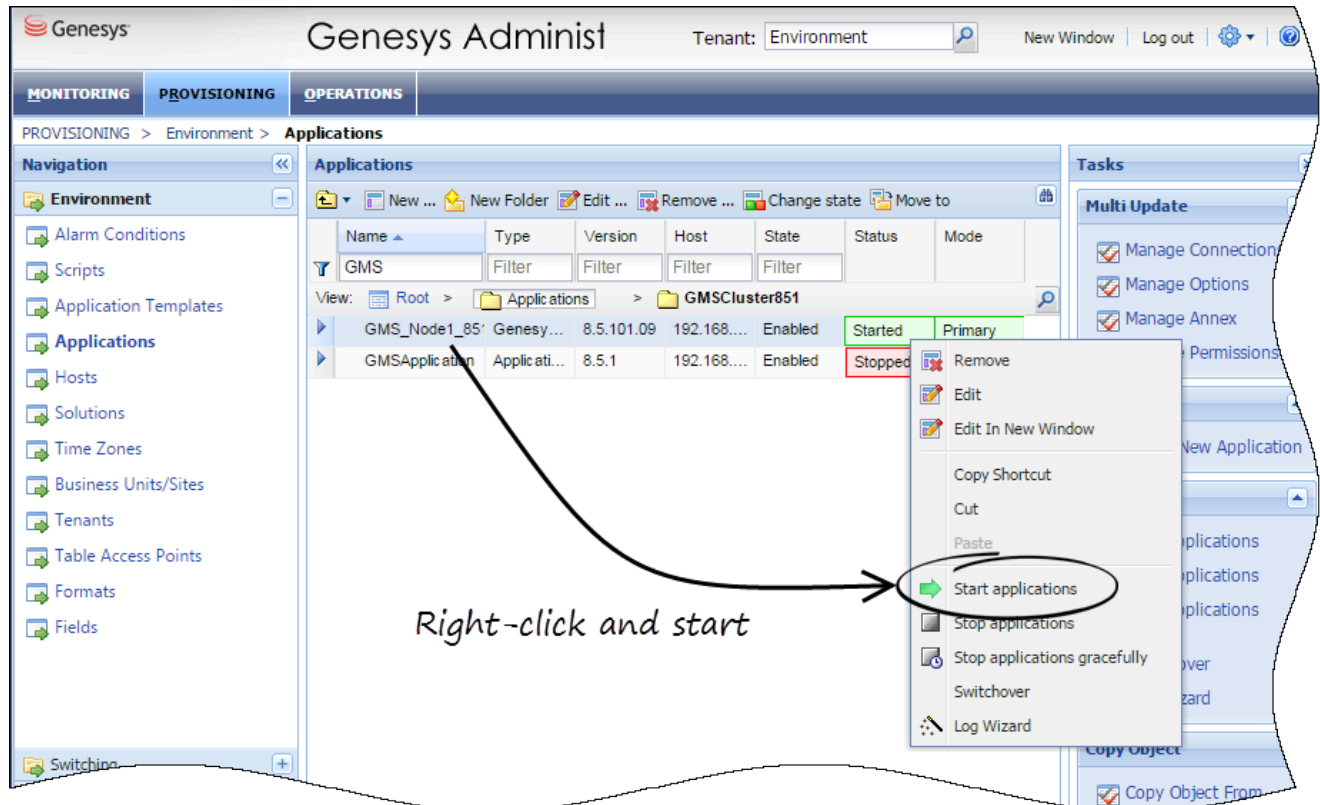 Genesys
Genesys Administ
Tenant: Environment
New Window | Log out
MONITORING PROVISIONING OPERATIONS
PROVISIONING > Environment > Applications
Navigation
Environment
Alarm Conditions
Scripts
Application Templates
Applications
Hosts
Solutions
Time Zones
Business Units/Sites
Tenants
Table Access Points
Formats
Fields
Switching
Applications
New ... New Folder Edit ... Remove ... Change state Move to
Name Type Version Host State Status Mode
GMS Filter Filter Filter Filter
View: Root > Applications > GMSCluster851
GMS_Node1_851 Genesy... 8.5.101.09 192.168.... Enabled Started Primary
GMSApplication Applicati... 8.5.1 192.168.... Enabled Stopped
Remove
Edit
Edit In New Window
Copy Shortcut
Cut
Paste
Start applications
Stop applications
Stop applications gracefully
Switchover
Log Wizard
Right-click and start
Tasks
Multi Update
Manage Connection
Manage Options
Manage Annex
Permissions
New Application
plications
plications
plications
over
zard
Copy Object
Copy Object From